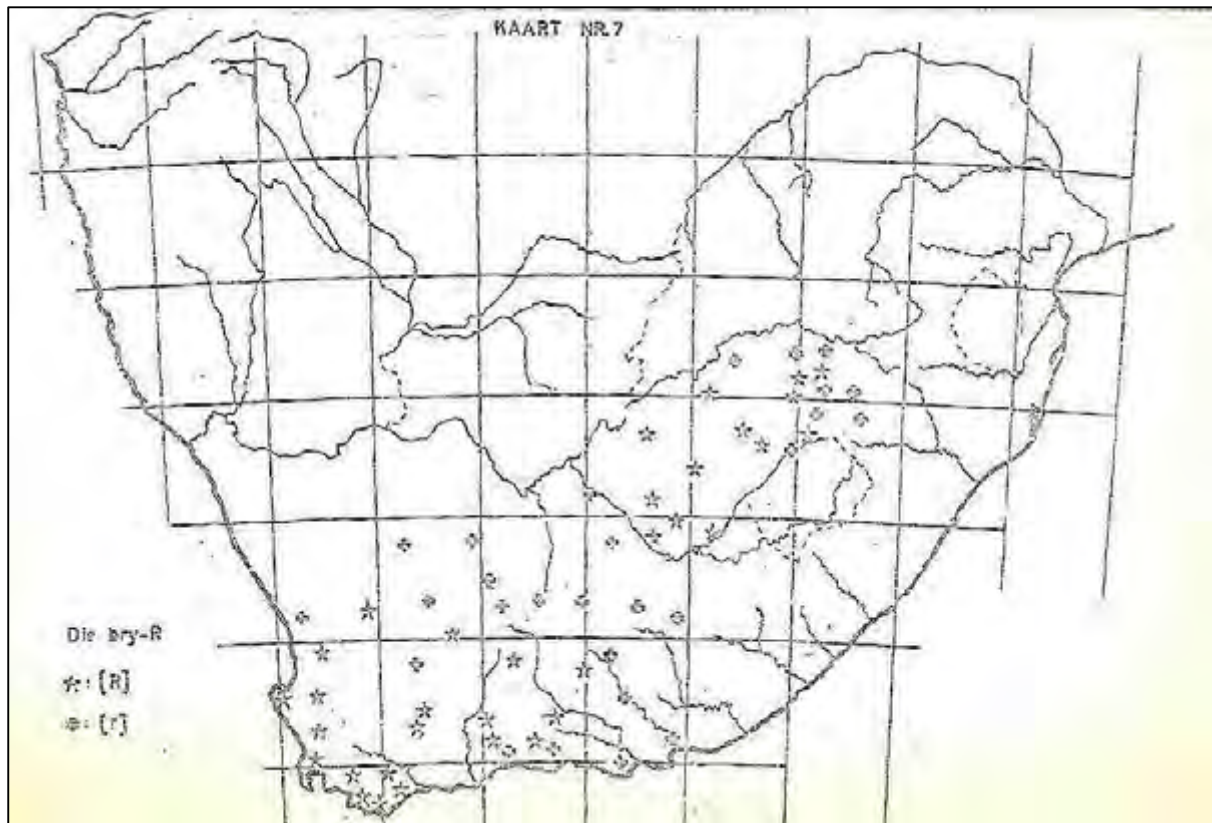 KAART NR.7
Die bry-R
☆: [R]
⊕: [r]